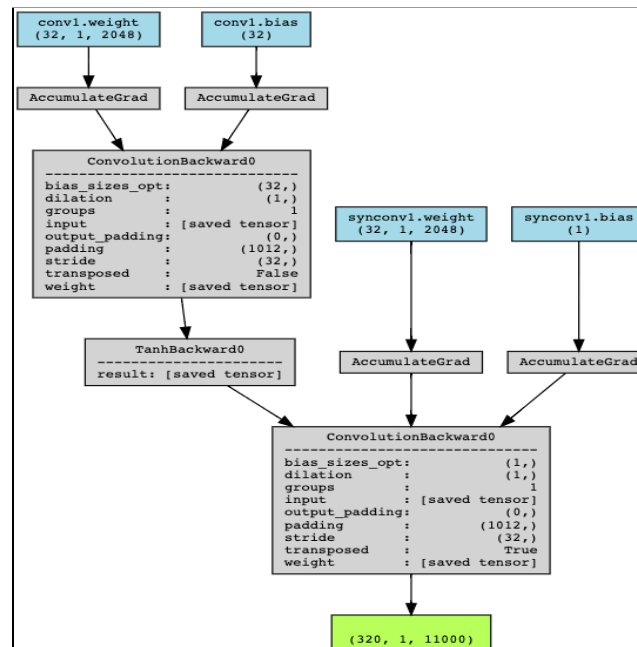 conv1.weight
(32, 1, 2048)
conv1.bias
(32)
AccumulateGrad
AccumulateGrad
ConvolutionBackward0
------------------------------
bias_sizes_opt: (32,)
dilation : (1,)
groups : 1
input : [saved tensor]
output_padding: (0,)
padding : (1012,)
stride : (32,)
transposed : False
weight : [saved tensor]
synconv1.weight
(32, 1, 2048)
synconv1.bias
(1)
TanhBackward0
----------------------
result: [saved tensor]
AccumulateGrad
AccumulateGrad
ConvolutionBackward0
------------------------------
bias_sizes_opt: (1,)
dilation : (1,)
groups : 1
input : [saved tensor]
output_padding: (0,)
padding : (1012,)
stride : (32,)
transposed : True
weight : [saved tensor]
(320, 1, 11000)